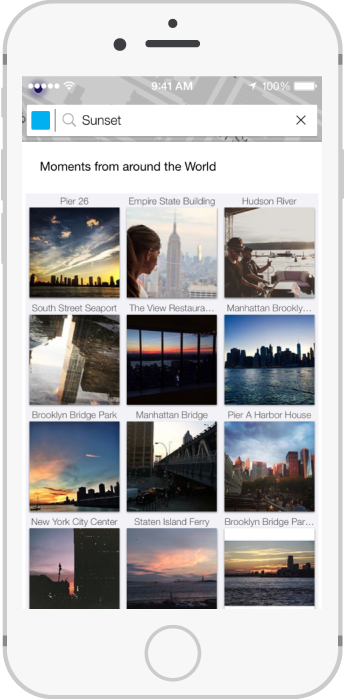 9:41 AM 100%
Sunset
Moments from around the World
Pier 26 Empire State Building Hudson River
South Street Seaport The View Restaura... Manhattan Brookly...
Brooklyn Bridge Park Manhattan Bridge Pier A Harbor House
New York City Center Staten Island Ferry Brooklyn Bridge Par...